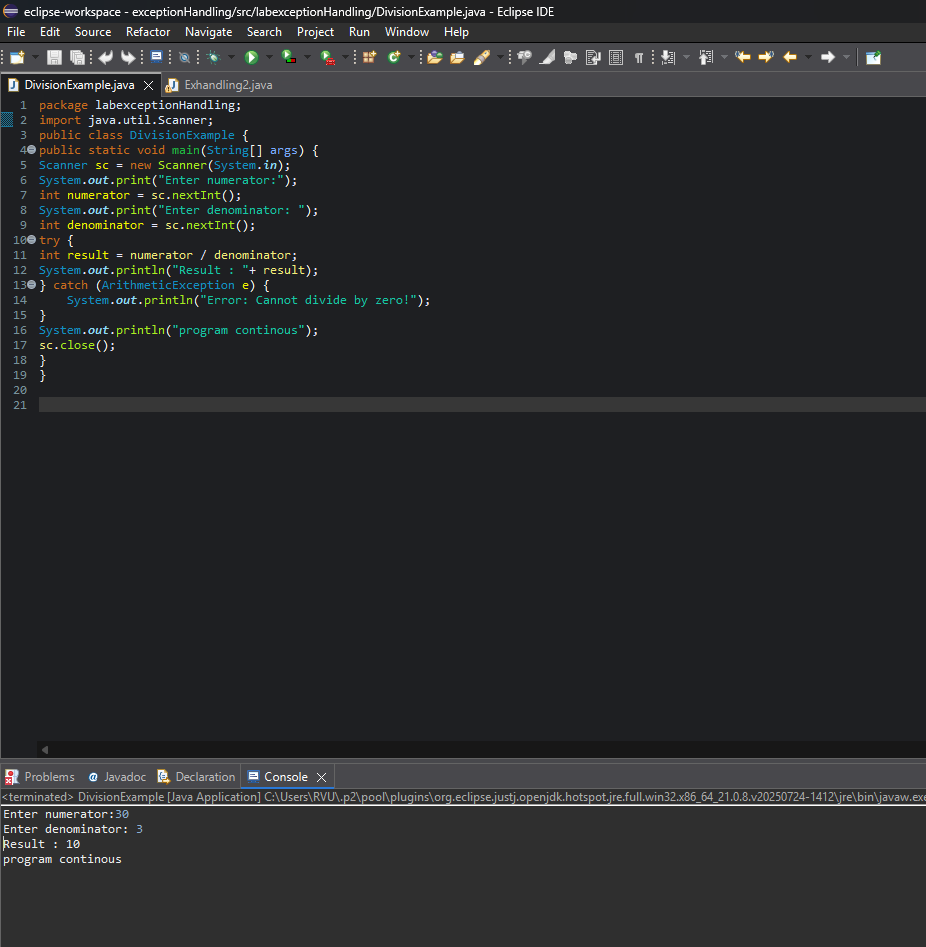 eclipse-workspace - exceptionHandling/src/labexceptionHandling/DivisionExample.java - Eclipse IDE
File Edit Source Refactor Navigate Search Project Run Window Help
DivisionExample.java Exhandling2.java
1 package labexceptionHandling;
2 import java.util.Scanner;
3 public class DivisionExample {
4 public static void main(String[] args) {
5 Scanner sc = new Scanner(System.in);
6 System.out.print("Enter numerator:");
7 int numerator = sc.nextInt();
8 System.out.print("Enter denominator: ");
9 int denominator = sc.nextInt();
10 try {
11 int result = numerator / denominator;
12 System.out.println("Result : "+ result);
13 } catch (ArithmeticException e) {
14     System.out.println("Error: Cannot divide by zero!");
15 }
16 System.out.println("program continous");
17 sc.close();
18 }
19 }
20
21
Problems Javadoc Declaration Console
<terminated> DivisionExample [Java Application] C:\Users\RVU\.p2\pool\plugins\org.eclipse.justj.openjdk.hotspot.jre.full.win32.x86_64_21.0.8.v20250724-1412\jre\bin\javaw.exe
Enter numerator:30
Enter denominator: 3
Result : 10
program continous